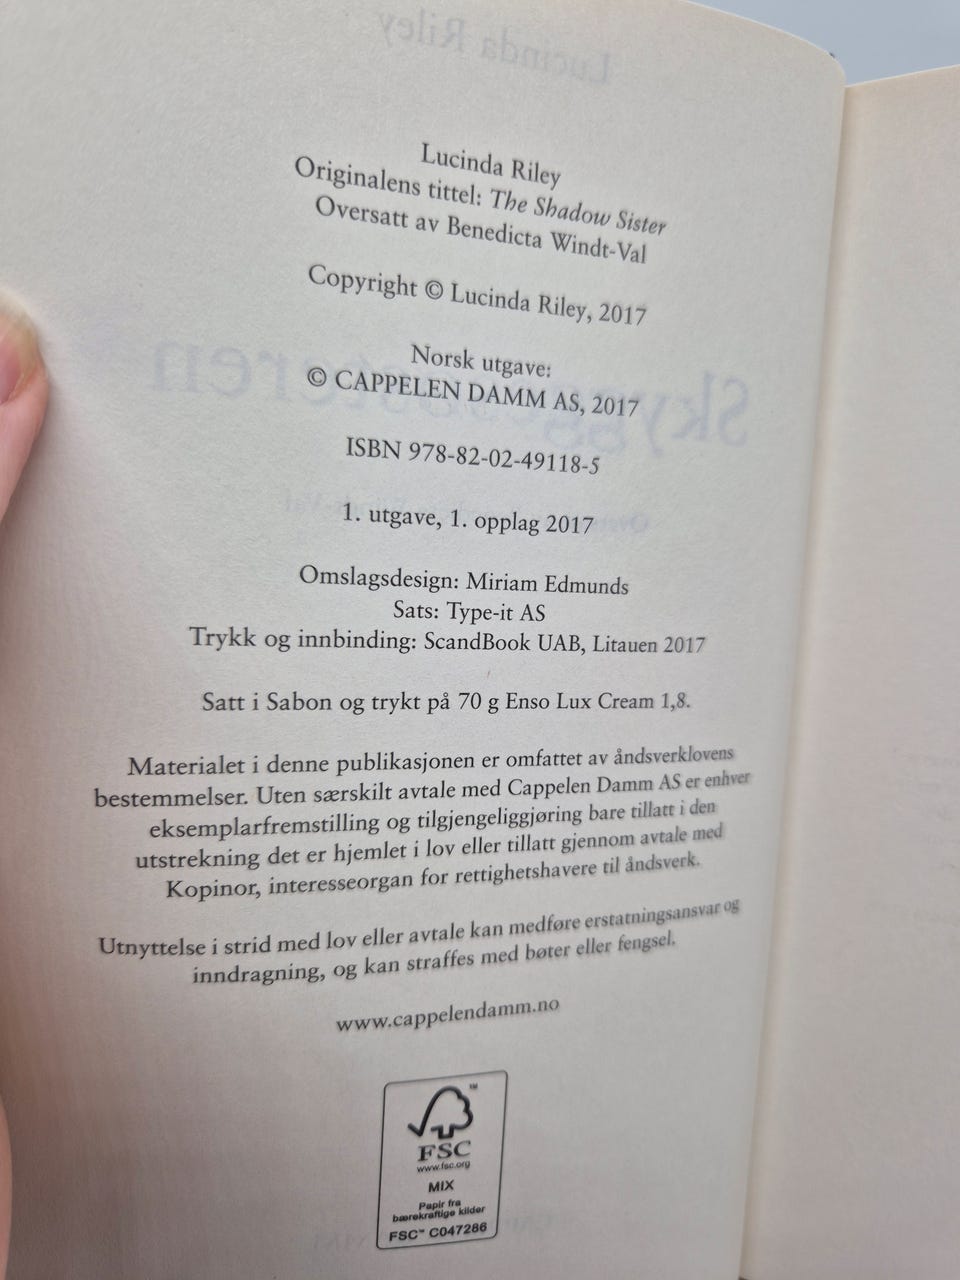 Lucinda Riley
Lucinda Riley
Originalens tittel: The Shadow Sister
Oversatt av Benedicta Windt-Val
Copyright © Lucinda Riley, 2017
Norsk utgave:
© CAPPELEN DAMM AS, 2017
ISBN 978-82-02-49118-5
1. utgave, 1. opplag 2017
Omslagsdesign: Miriam Edmunds
Sats: Type-it AS
Trykk og innbinding: ScandBook UAB, Litauen 2017
Satt i Sabon og trykt på 70 g Enso Lux Cream 1,8.
Materialet i denne publikasjonen er omfattet av åndsverklovens
bestemmelser. Uten særskilt avtale med Cappelen Damm AS er enhver
eksemplarfremstilling og tilgjengeliggjøring bare tillatt i den
utstrekning det er hjemlet i lov eller tillatt gjennom avtale med
Kopinor, interesseorgan for rettighetshavere til åndsverk.
Utnyttelse i strid med lov eller avtale kan medføre erstatningsansvar og
inndragning, og kan straffes med bøter eller fengsel.
www.cappelendamm.no
FSC
www.fsc.org
MIX
Papir fra
bærekraftige kilder
FSC™ C047286